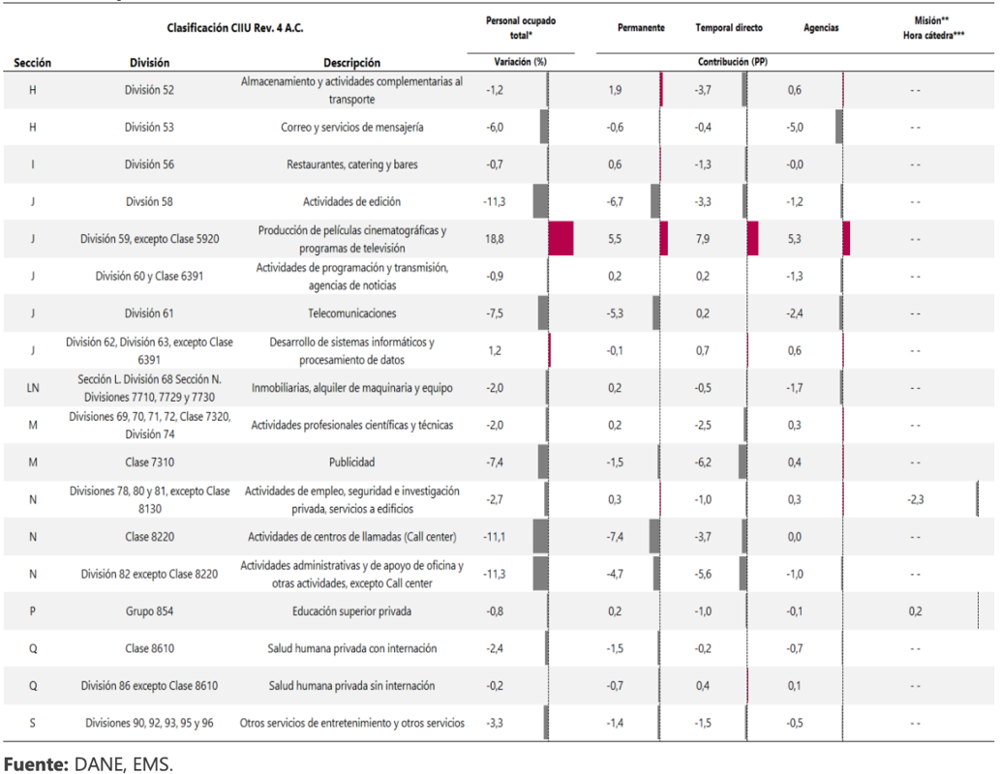 Clasificación CIIU Rev. 4 A.C. Personal ocupado total* Permanente Temporal directo Agencias Misión** Hora cátedra***
Sección División Descripción Variación (%) Contribución (PP)
H División 52 Almacenamiento y actividades complementarias al transporte -1,2 1,9 -3,7 0,6 - -
H División 53 Correo y servicios de mensajería -6,0 -0,6 -0,4 -5,0 - -
I División 56 Restaurantes, catering y bares -0,7 0,6 -1,3 -0,0 - -
J Divsión 58 Actividades de edición -11,3 -6,7 -3,3 -1,2 - -
J División 59, excepto Clase 5920 Producción de películas cinematográficas y programas de televisión 18,8 5,5 7,9 5,3 - -
J División 60 y Clase 6391 Actividades de programación y transmisión, agencias de noticias -0,9 0,2 0,2 -1,3 - -
J División 61 Telecomunicaciones -7,5 -5,3 0,2 -2,4 - -
J División 62, División 63, excepto Clase 6391 Desarrollo de sistemas informáticos y procesamiento de datos 1,2 -0,1 0,7 0,6 - -
LN Sección L. División 68 Sección N. Divisiones 7710, 7729 y 7730 Inmobiliarias, alquiler de maquinaria y equipo -2,0 0,2 -0,5 -1,7 - -
M Divisiones 69, 70, 71, 72, Clase 7320, División 74 Actividades profesionales científicas y técnicas -2,0 0,2 -2,5 0,3 - -
M Clase 7310 Publicidad -7,4 -1,5 -6,2 0,4 - -
N Divisiones 78, 80 y 81, excepto Clase 8130 Actividades de empleo, seguridad e investigación privada, servicios a edificios -2,7 0,3 -1,0 0,3 -2,3
N Clase 8220 Actividades de centros de llamadas (Call center) -11,1 -7,4 -3,7 0,0 - -
N División 82 excepto Clase 8220 Actividades administrativas y de apoyo de oficina y otras actividades, excepto Call center -11,3 -4,7 -5,6 -1,0 - -
P Grupo 854 Educación superior privada -0,8 0,2 -1,0 -0,1 0,2
Q Clase 8610 Salud humana privada con internación -2,4 -1,5 -0,2 -0,7 - -
Q División 86 excepto Clase 8610 Salud humana privada sin internación -0,2 -0,7 0,4 0,1 - -
S Divisiones 90, 92, 93, 95 y 96 Otros servicios de entretenimiento y otros servicios -3,3 -1,4 -1,5 -0,5 - -
Fuente: DANE, EMS.